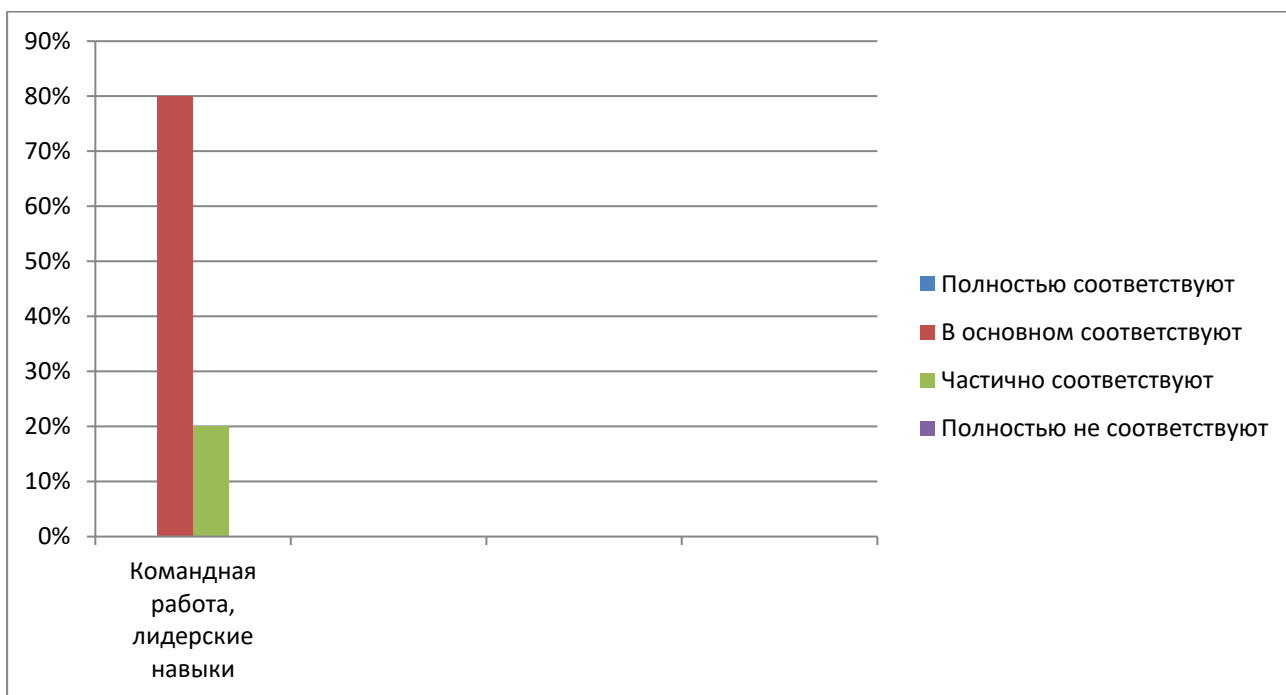 90%
80%
70%
60%
50%
40%
30%
20%
10%
0%
Командная
работа,
лидерские
навыки
Полностью соответствуют
В основном соответствуют
Частично соответствуют
Полностью не соответствуют